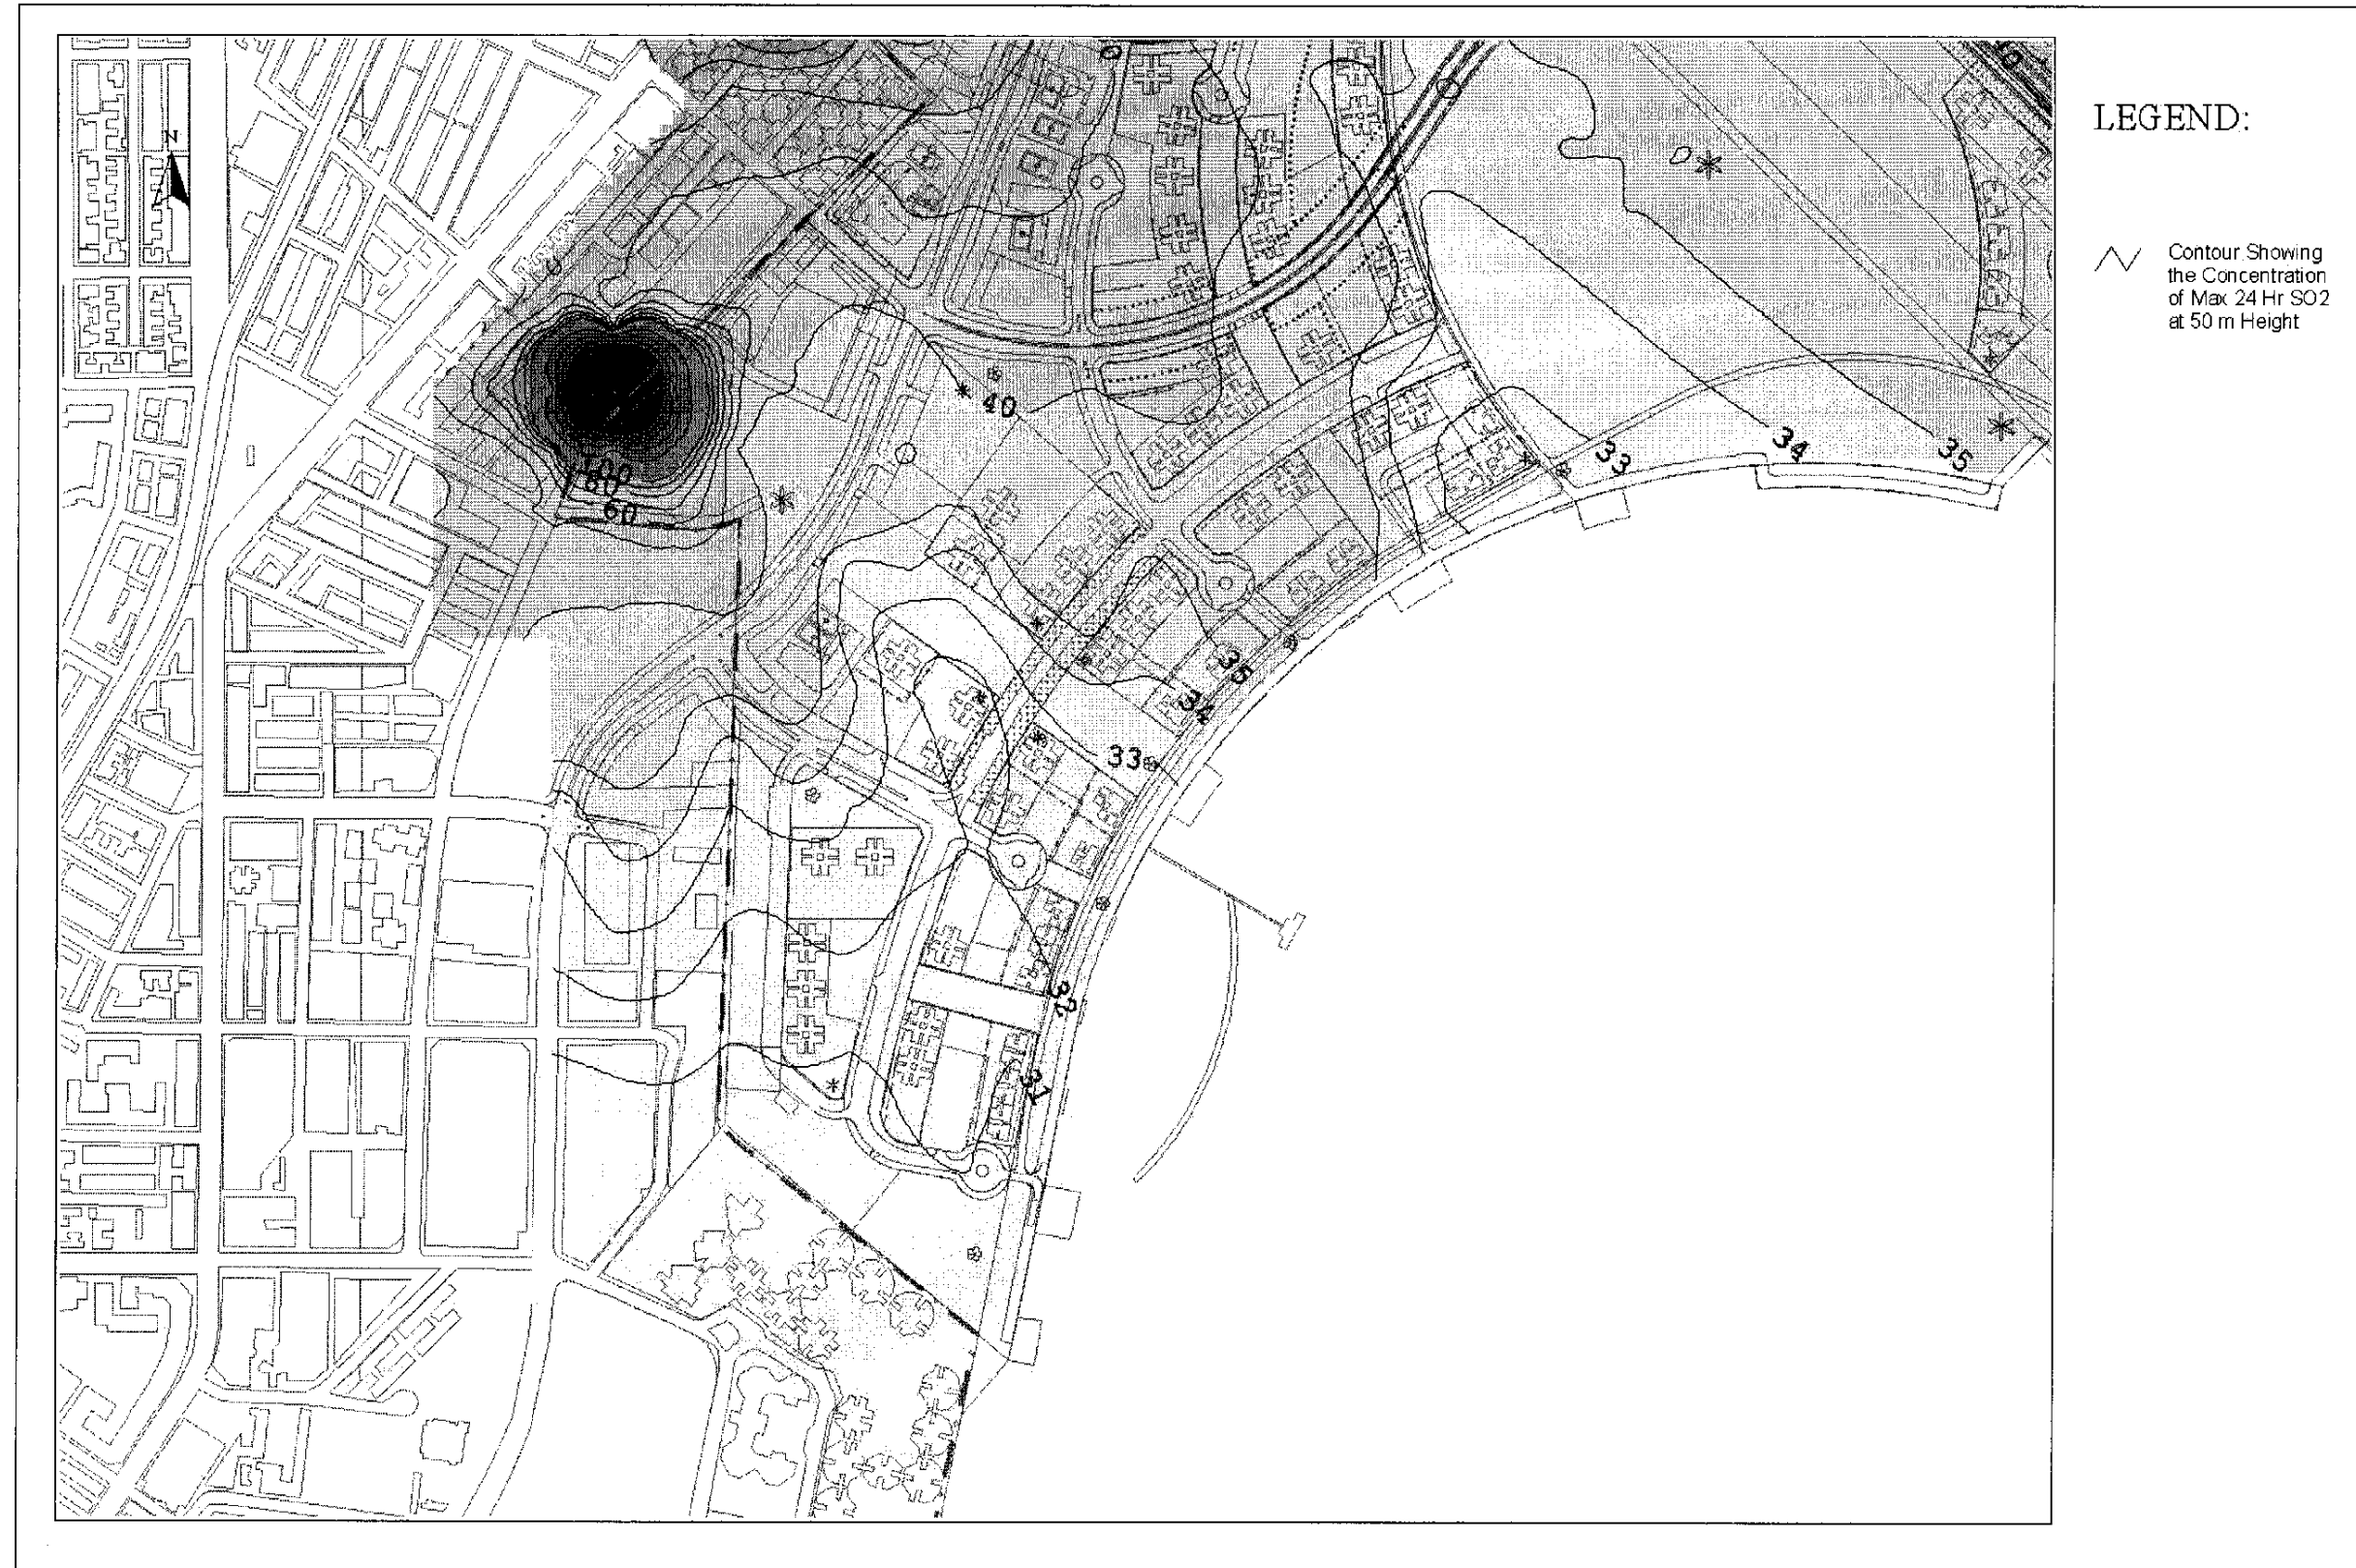 LEGEND:
Contour Showing
the Concentration
of Max 24 Hr SO2
at 50 m Height
N
40
100
80
60
33
34
35
35
34
33
32
31